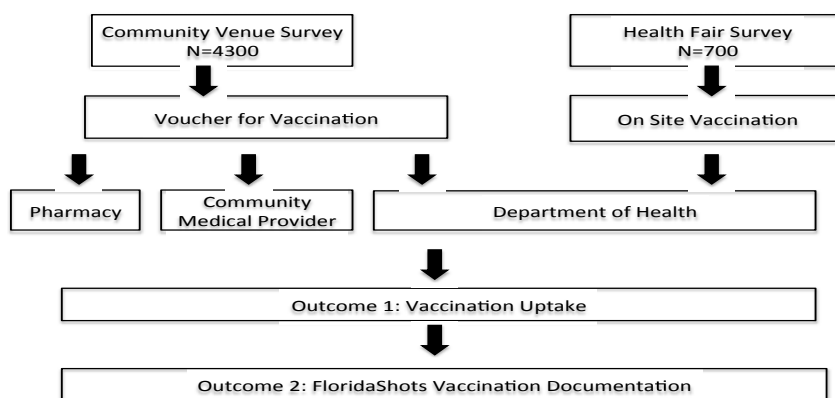 Community Venue Survey
N=4300
Health Fair Survey
N=700
Voucher for Vaccination
On Site Vaccination
Pharmacy
Community
Medical Provider
Department of Health
Outcome 1: Vaccination Uptake
Outcome 2: FloridaShots Vaccination Documentation